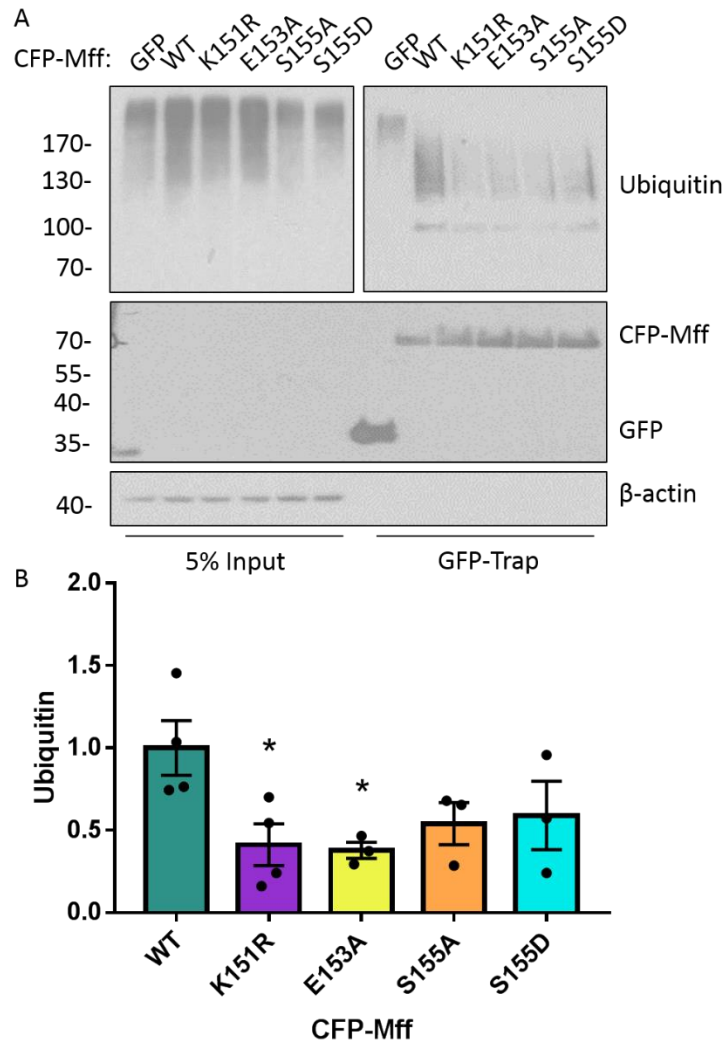 A
CFP-Mff: GFP WT K151R E153A S155A S155D GFP WT K151R E153A S155A S155D
170-
130-
100-
70-
Ubiquitin
70-
55-
40-
35-
CFP-Mff
GFP
40-
β-actin
5% Input GFP-Trap
B
2.0
1.5
1.0
0.5
0.0
Ubiquitin
* *
WT K151R E153A S155A S155D
CFP-Mff